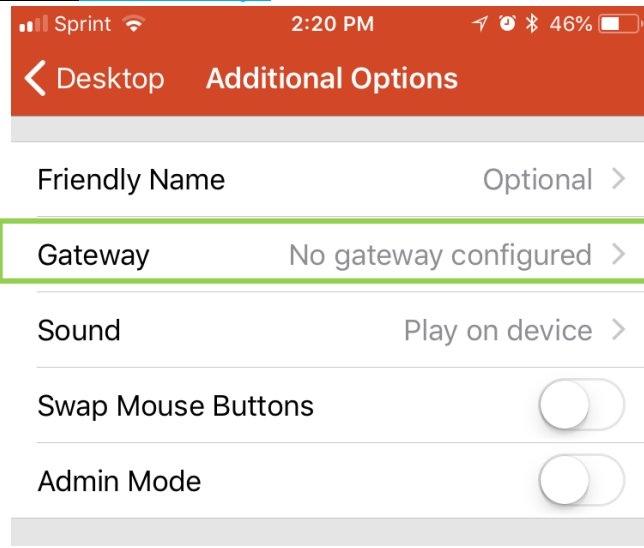 Sprint 2:20 PM 46%
Desktop Additional Options
Friendly Name Optional
Gateway No gateway configured
Sound Play on device
Swap Mouse Buttons
Admin Mode